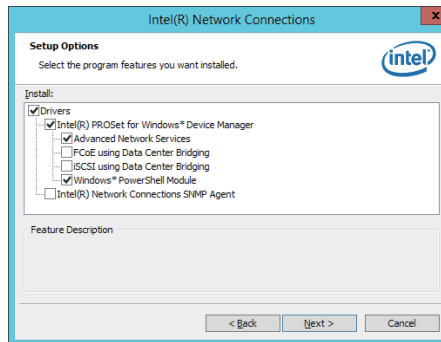 Intel(R) Network Connections
x
Setup Options
Select the program features you want installed.
intel
Install:
Drivers
Intel(R) PROSet for Windows* Device Manager
Advanced Network Services
FCoE using Data Center Bridging
iSCSI using Data Center Bridging
Windows* PowerShell Module
Intel(R) Network Connections SNMP Agent
Feature Description
< Back
Next >
Cancel